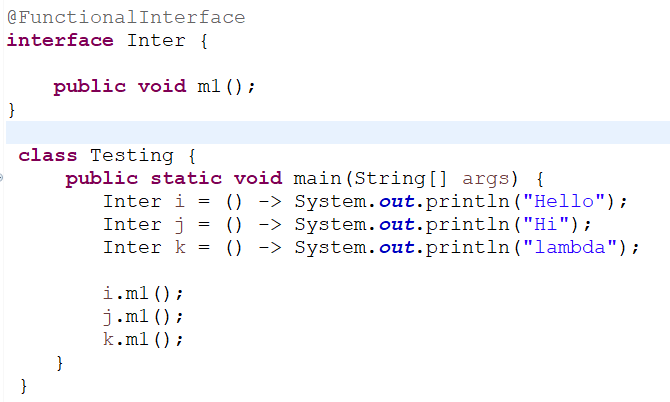 @FunctionalInterface
interface Inter {
public void m1();
}
class Testing {
public static void main(String[] args) {
Inter i = () -> System.out.println("Hello");
Inter j = () -> System.out.println("Hi");
Inter k = () -> System.out.println("lambda");
i.m1();
j.m1();
k.m1();
}
}